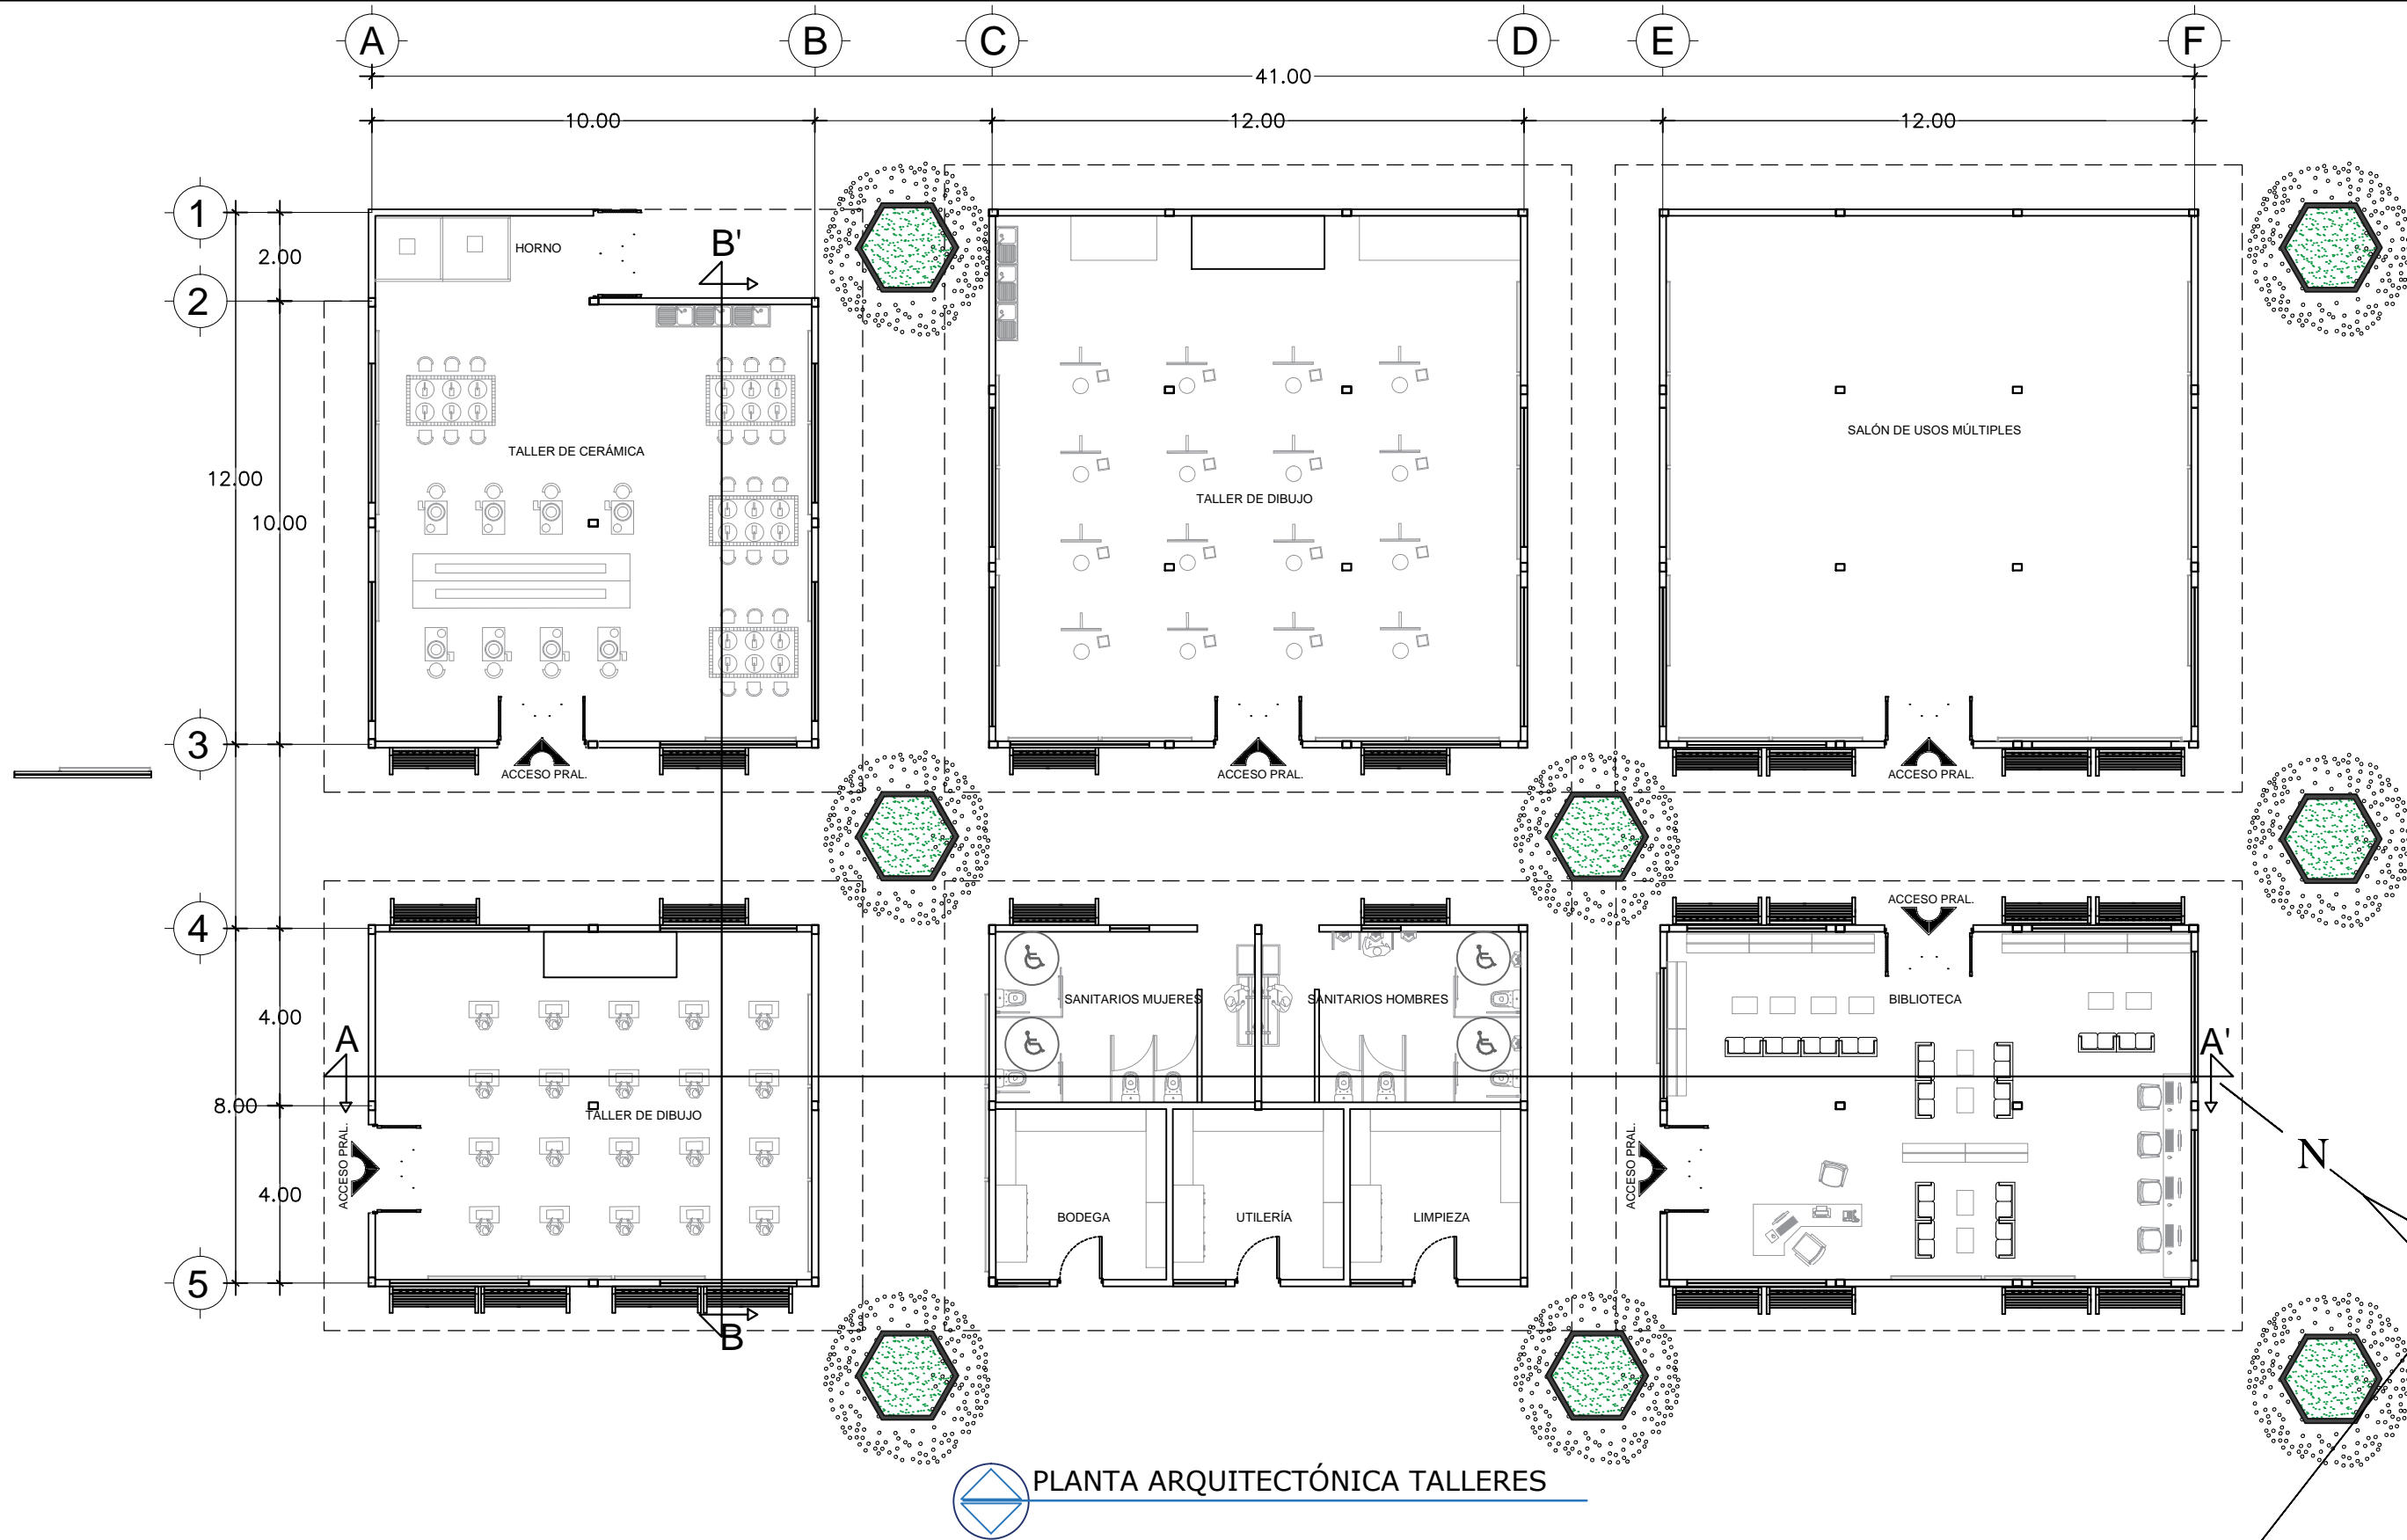 A B C D E F
41.00
10.00 12.00 12.00
1
HORNO
B'
2.00
2
SALÓN DE USOS MÚLTIPLES
TALLER DE CERÁMICA
12.00
TALLER DE DIBUJO
10.00
3
ACCESO PRAL. ACCESO PRAL. ACCESO PRAL.
ACCESO PRAL.
4
SANITARIOS MUJERES SANITARIOS HOMBRES BIBLIOTECA
4.00
A A'
8.00
TALLER DE DIBUJO
N
ACCESO PRAL. ACCESO PRAL.
4.00
BODEGA UTILERÍA LIMPIEZA
5
B
PLANTA ARQUITECTÓNICA TALLERES